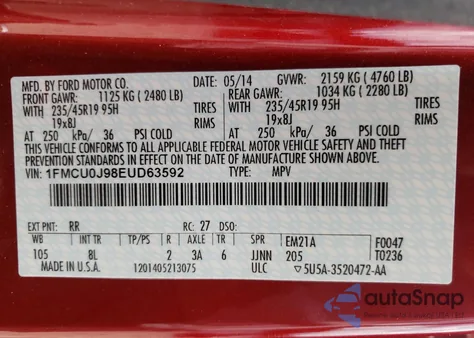 MFD. BY FORD MOTOR CO.
DATE: 05/14 GVWR: 2159 KG (4760 LB)
FRONT GAWR: 1125 KG (2480 LB) REAR GAWR: 1034 KG (2280 LB)
WITH 235/45R19 95H TIRES WITH 235/45R19 95H TIRES
19x8J RIMS 19x8J RIMS
AT 250 kPa/ 36 PSI COLD AT 250 kPa/ 36 PSI COLD
THIS VEHICLE CONFORMS TO ALL APPLICABLE FEDERAL MOTOR VEHICLE SAFETY, BUMPER, AND
THEFT PREVENTION STANDARDS IN EFFECT ON THE DATE OF MANUFACTURE SHOWN ABOVE.
VIN: 1FMCU0J98EUD63592 TYPE: MPV
EXT PNT: RR RC: 27 DSO:
WB INT TR TP/PS R AXLE TR SPR EM21A F0047
105 8L 2 3A 6 JJNN 205 T0236
MADE IN U.S.A. 1201405213075 ULC 5U5A-3520472-AA
autoSnap